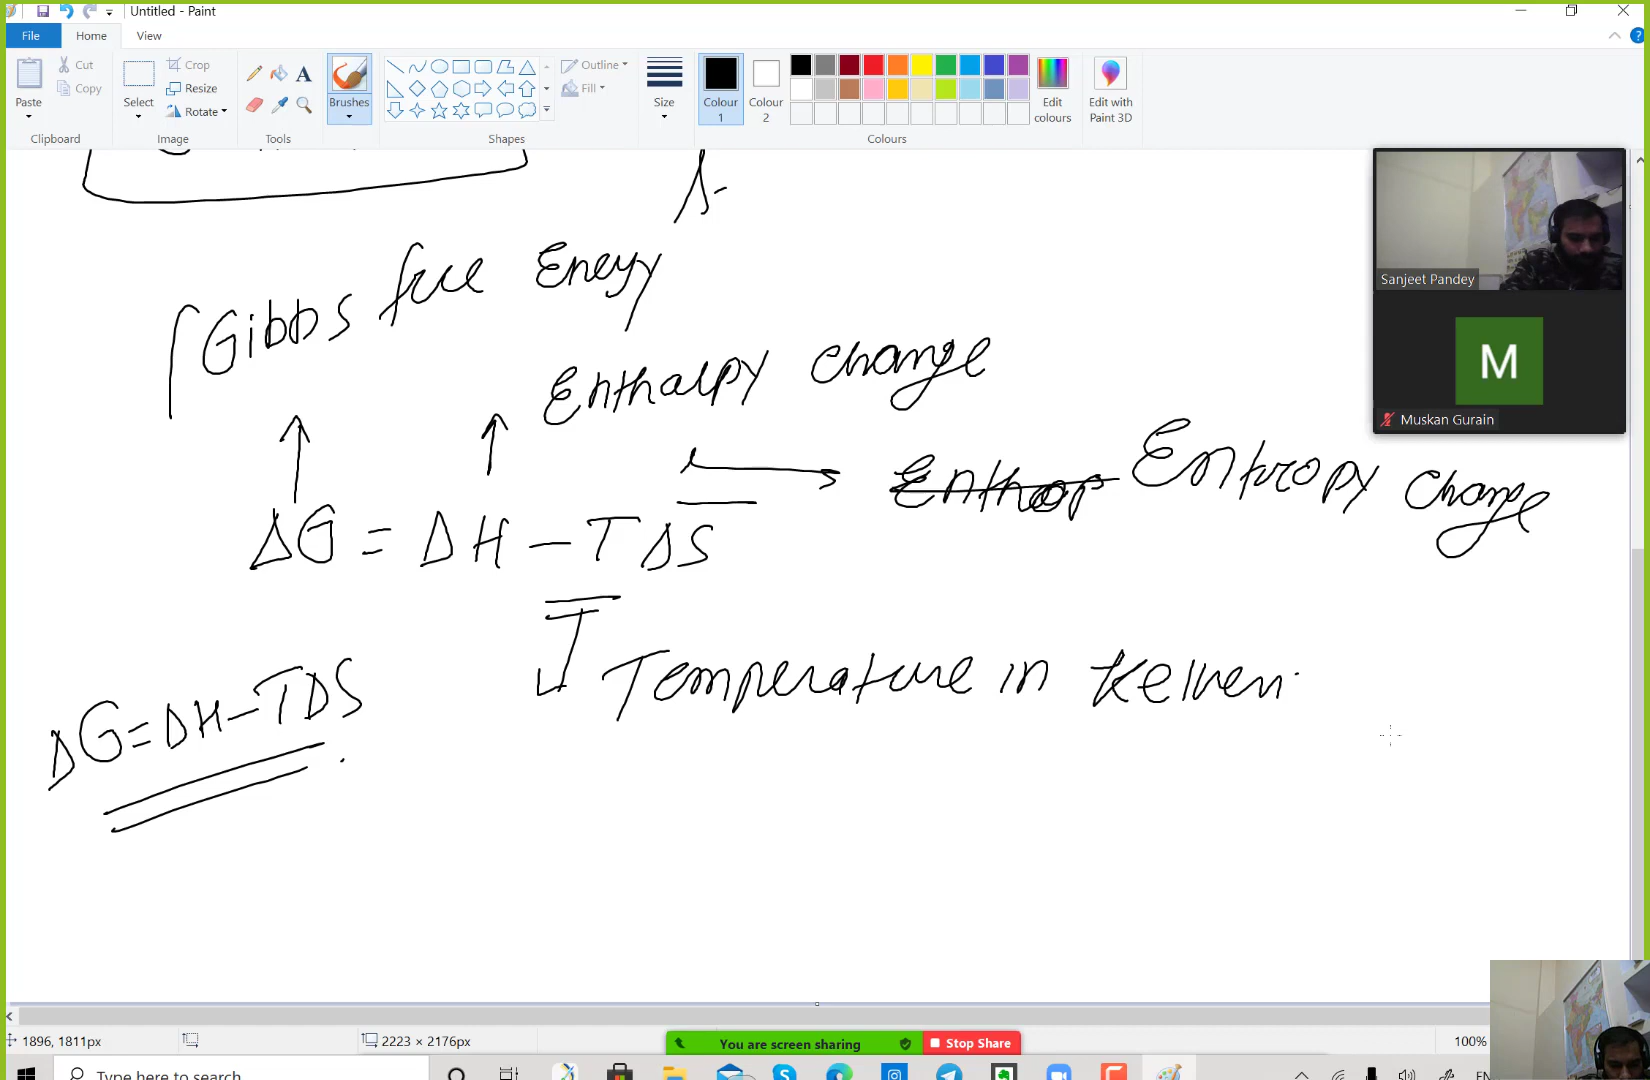 Untitled - Paint
File Home View
Paste
Cut
Copy
Clipboard
Select
Crop
Resize
Rotate
Image
Tools
Brushes
Shapes
Outline
Fill
Size
Colour 1
Colour 2
Edit colours
Edit with Paint 3D
Colours
Sanjeet Pandey
M
Muskan Gurain
Gibbs free Energy
Enthalpy change
Enthop Entropy change
ΔG = ΔH - TΔS
Temperature in Kelven.
ΔG = ΔH - TΔS
1896, 1811px
2223 × 2176px
You are screen sharing
Stop Share
100%
Type here to search